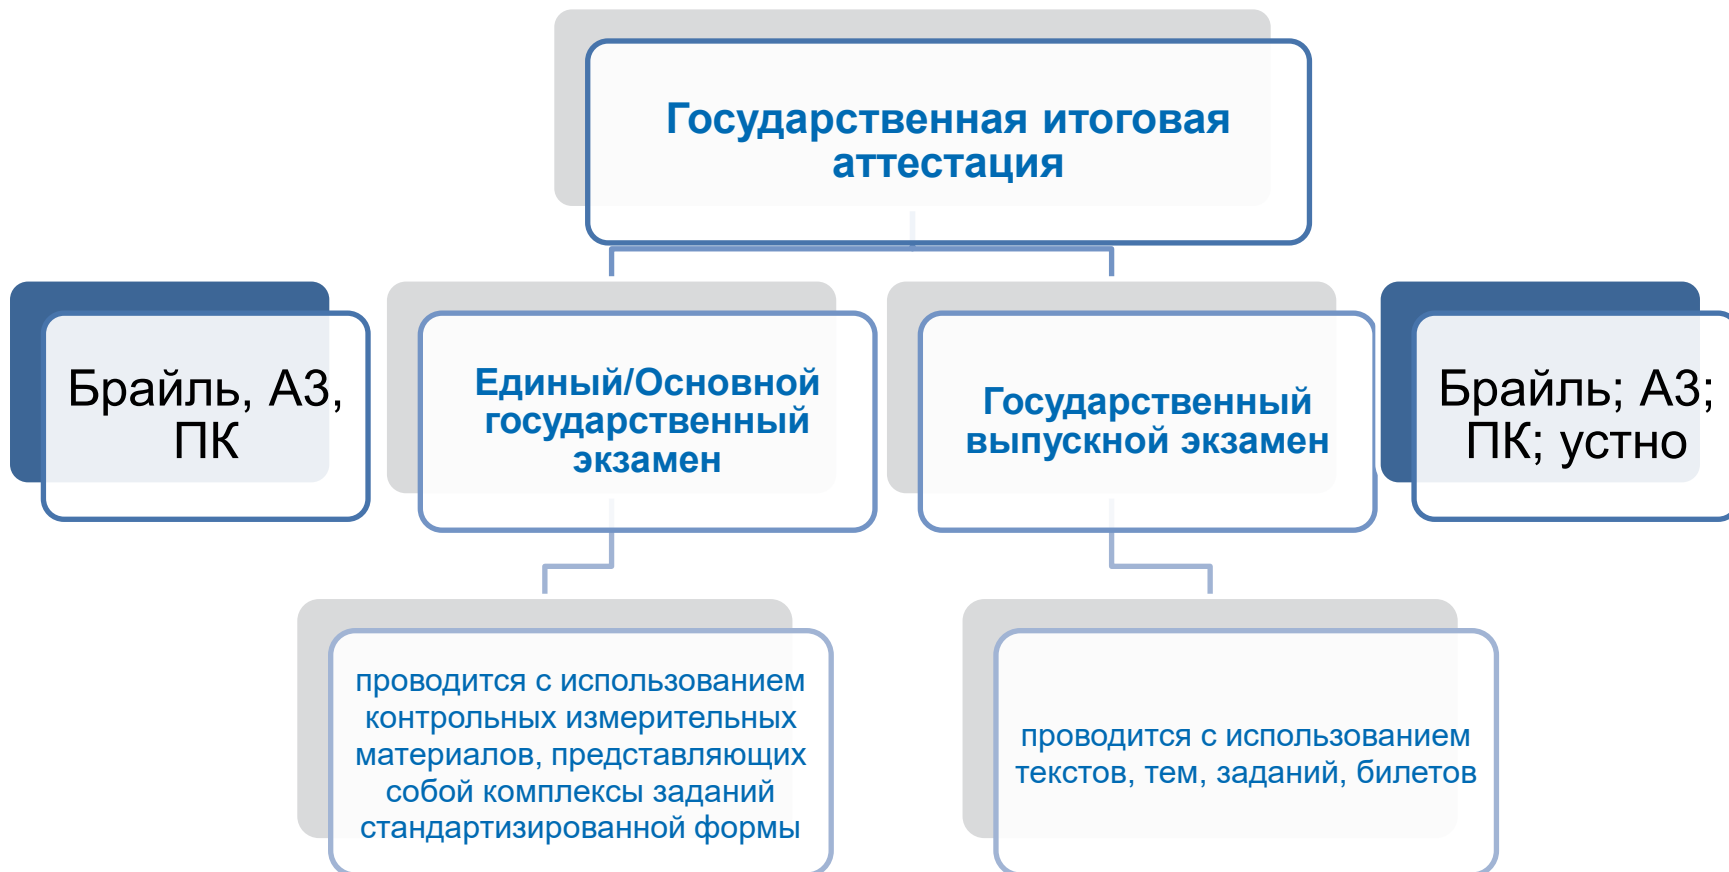 Государственная итоговая
аттестация
Брайль, А3,
ПК
Единый/Основной
государственный
экзамен
Государственный
выпускной экзамен
Брайль; А3;
ПК; устно
проводится с использованием
контрольных измерительных
материалов, представляющих
собой комплексы заданий
стандартизированной формы
проводится с использованием
текстов, тем, заданий, билетов